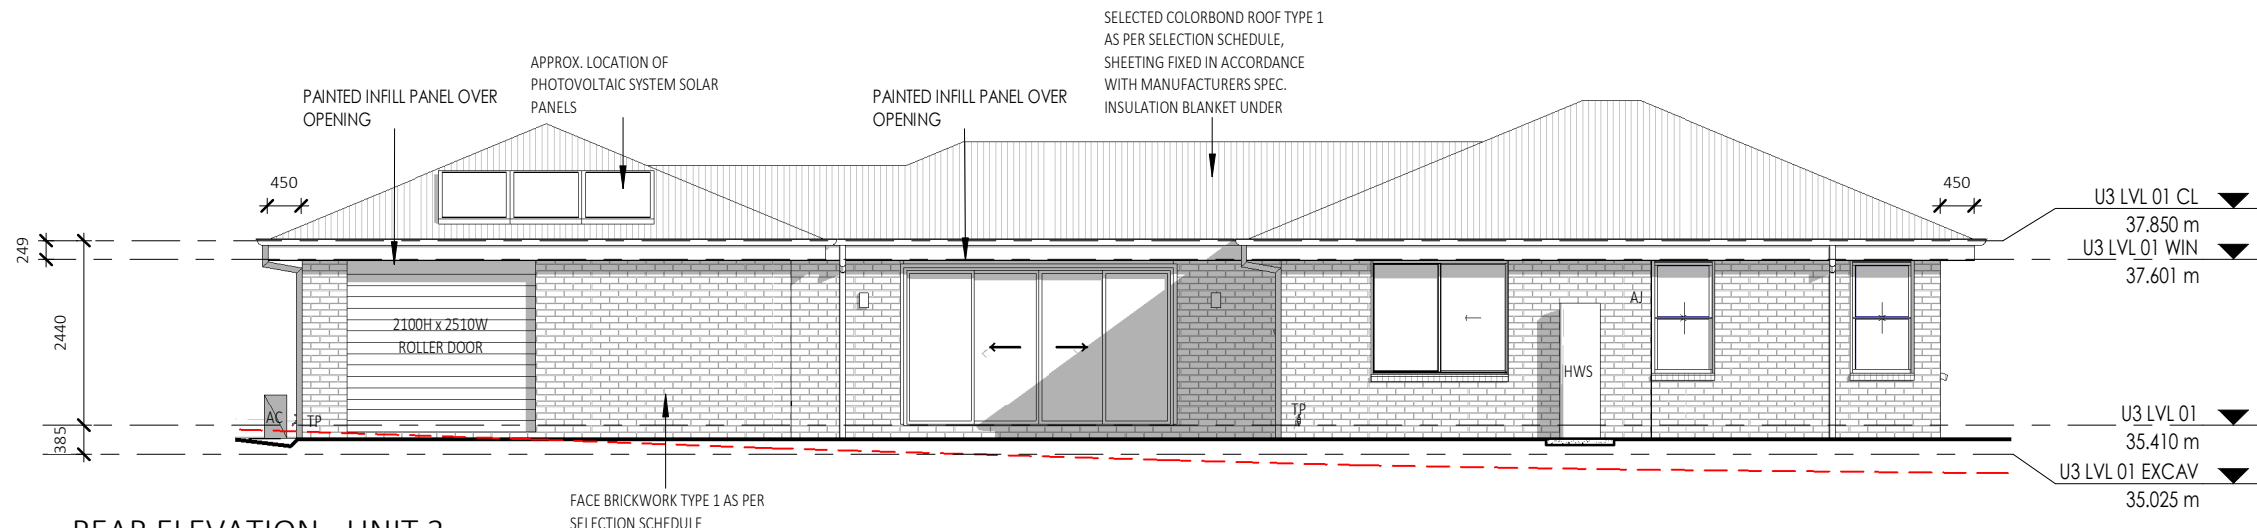 SELECTED COLORBOND ROOF TYPE 1
AS PER SELECTION SCHEDULE,
SHEETING FIXED IN ACCORDANCE
WITH MANUFACTURERS SPEC.
INSULATION BLANKET UNDER
APPROX. LOCATION OF
PHOTOVOLTAIC SYSTEM SOLAR
PANELS
PAINTED INFILL PANEL OVER
OPENING
PAINTED INFILL PANEL OVER
OPENING
450
450
U3 LVL 01 CL
37.850 m
249
U3 LVL 01 WIN
37.601 m
AJ
2440
2100H x 2510W
ROLLER DOOR
HWS
AC
TP
TP
U3 LVL 01
35.410 m
385
U3 LVL 01 EXCAV
35.025 m
FACE BRICKWORK TYPE 1 AS PER
SELECTION SCHEDULE
REAR ELEVATION - UNIT